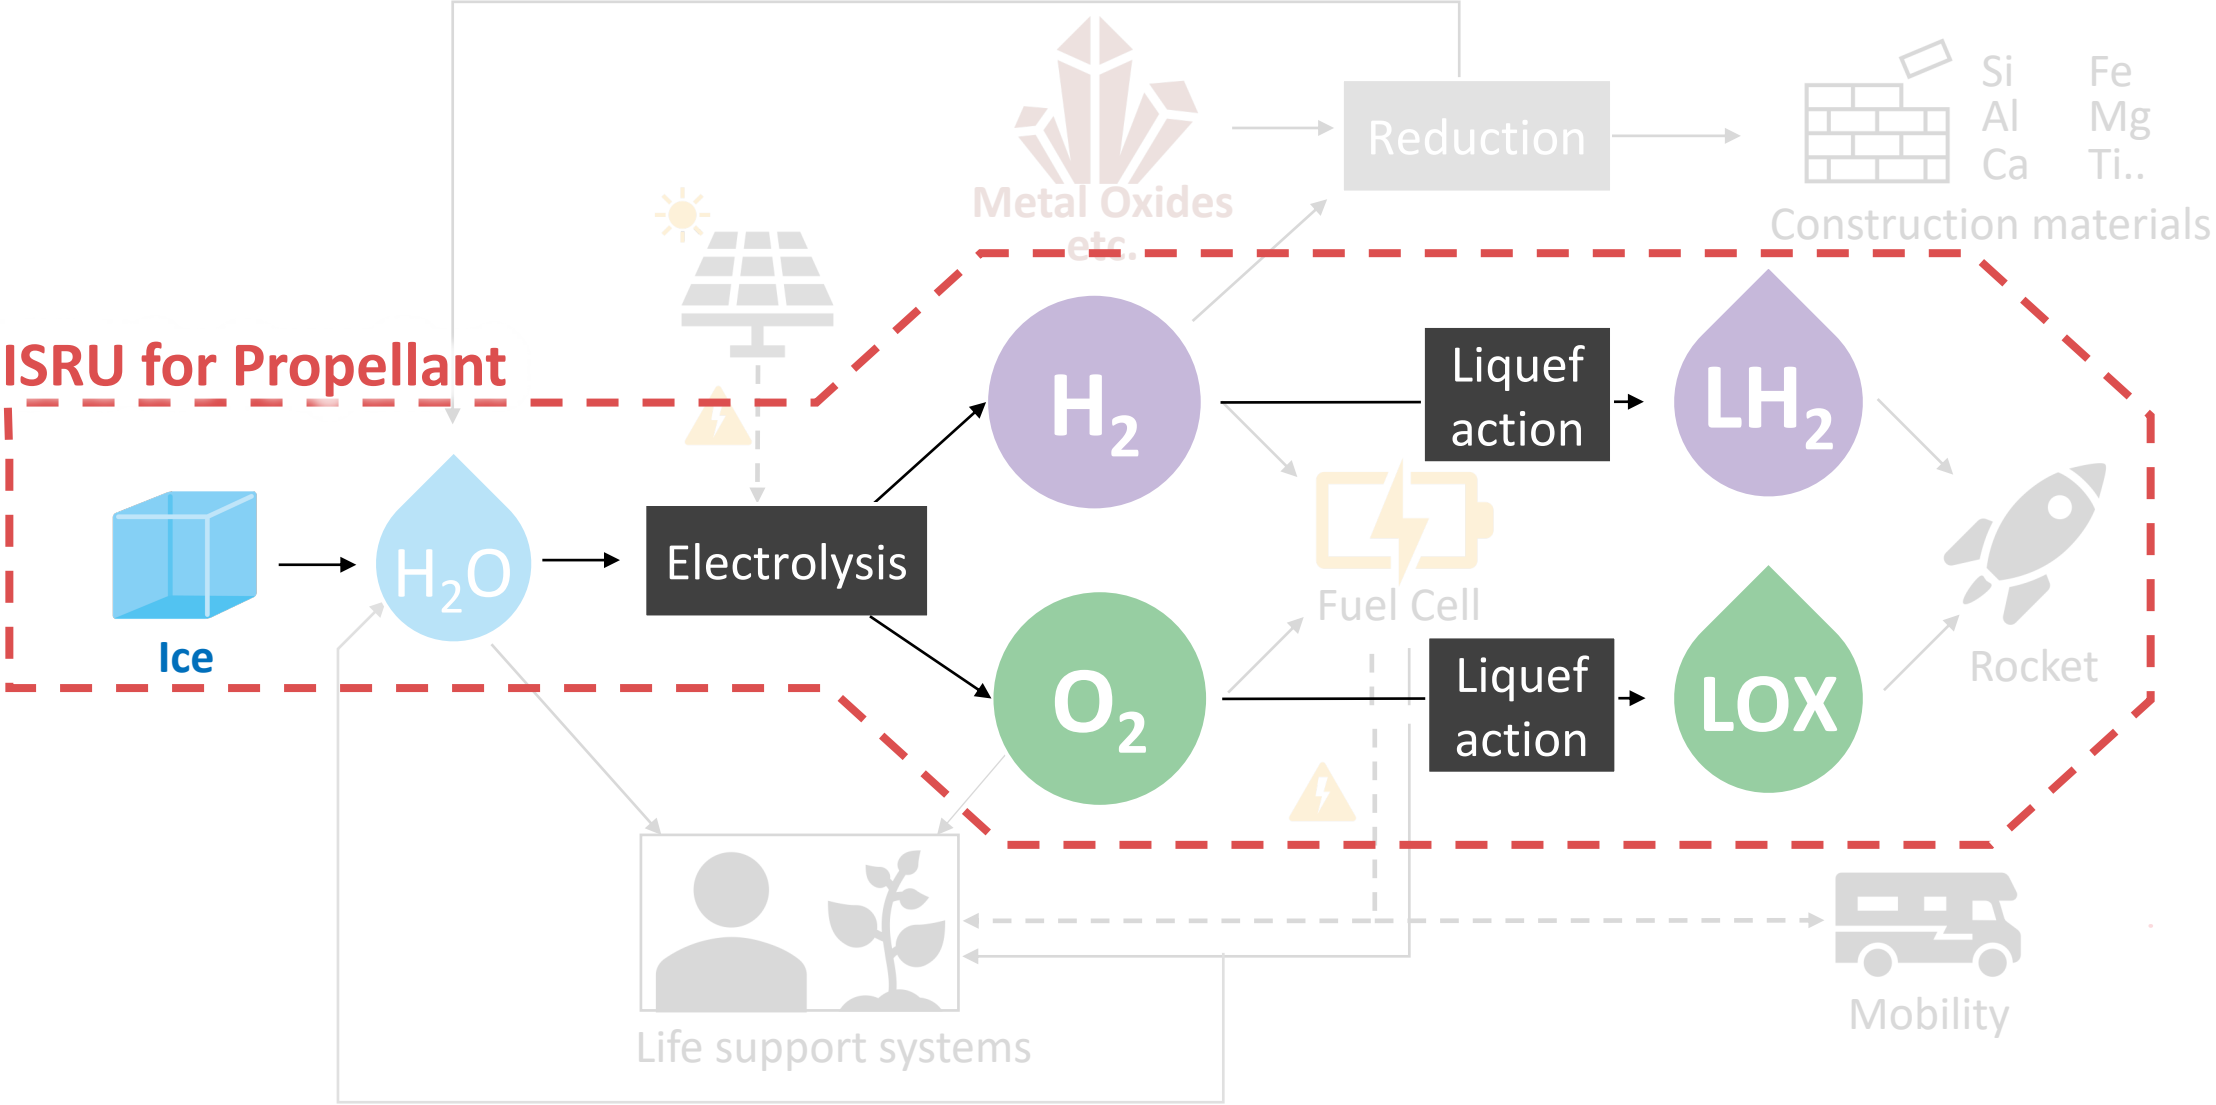 Si Fe
Al Mg
Ca Ti..
Reduction
Metal Oxides
etc.
Construction materials
ISRU for Propellant
H2
Liquef
action
LH2
Ice
H2O
Electrolysis
Fuel Cell
O2
Liquef
action
LOX
Rocket
Life support systems
Mobility